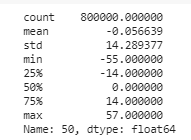 count    800000.000000
mean         -0.056639
std          14.289377
min         -55.000000
25%         -14.000000
50%           0.000000
75%          14.000000
max          57.000000
Name: 50, dtype: float64